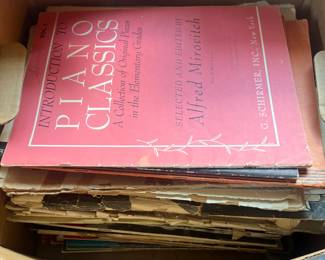 VOL. I
INTRODUCTION TO
PIANO
CLASSICS
A Collection of Original Pieces
in the Elementary Grades
SELECTED AND EDITED BY
Alfred Mirovitch
G. SCHIRMER, INC. New York